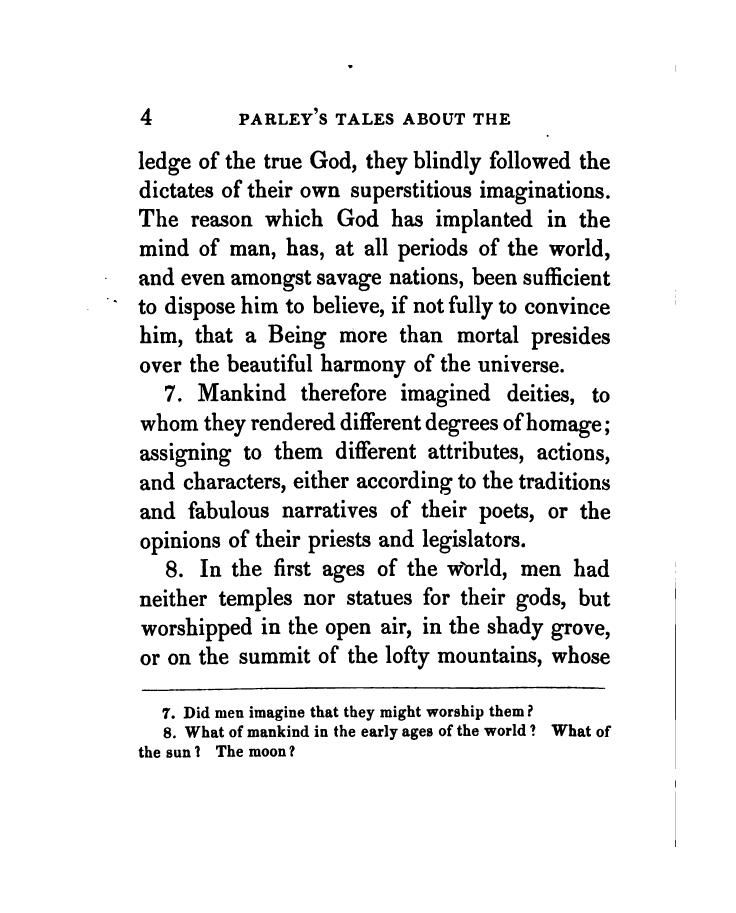 4 PARLEY'S TALES ABOUT THE
ledge of the true God, they blindly followed the
dictates of their own superstitious imaginations.
The reason which God has implanted in the
mind of man, has, at all periods of the world,
and even amongst savage nations, been sufficient
to dispose him to believe, if not fully to convince
him, that a Being more than mortal presides
over the beautiful harmony of the universe.
7. Mankind therefore imagined deities, to
whom they rendered different degrees of homage;
assigning to them different attributes, actions,
and characters, either according to the traditions
and fabulous narratives of their poets, or the
opinions of their priests and legislators.
8. In the first ages of the world, men had
neither temples nor statues for their gods, but
worshipped in the open air, in the shady grove,
or on the summit of the lofty mountains, whose
7. Did men imagine that they might worship them?
8. What of mankind in the early ages of the world? What of
the sun? The moon?